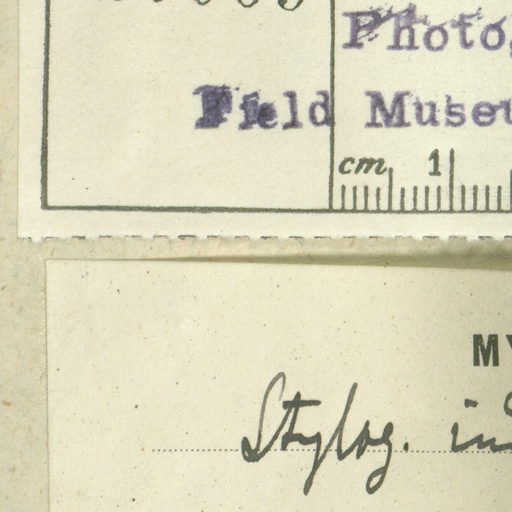 Photo
Field Museu
cm 1
MY
Stylog. in